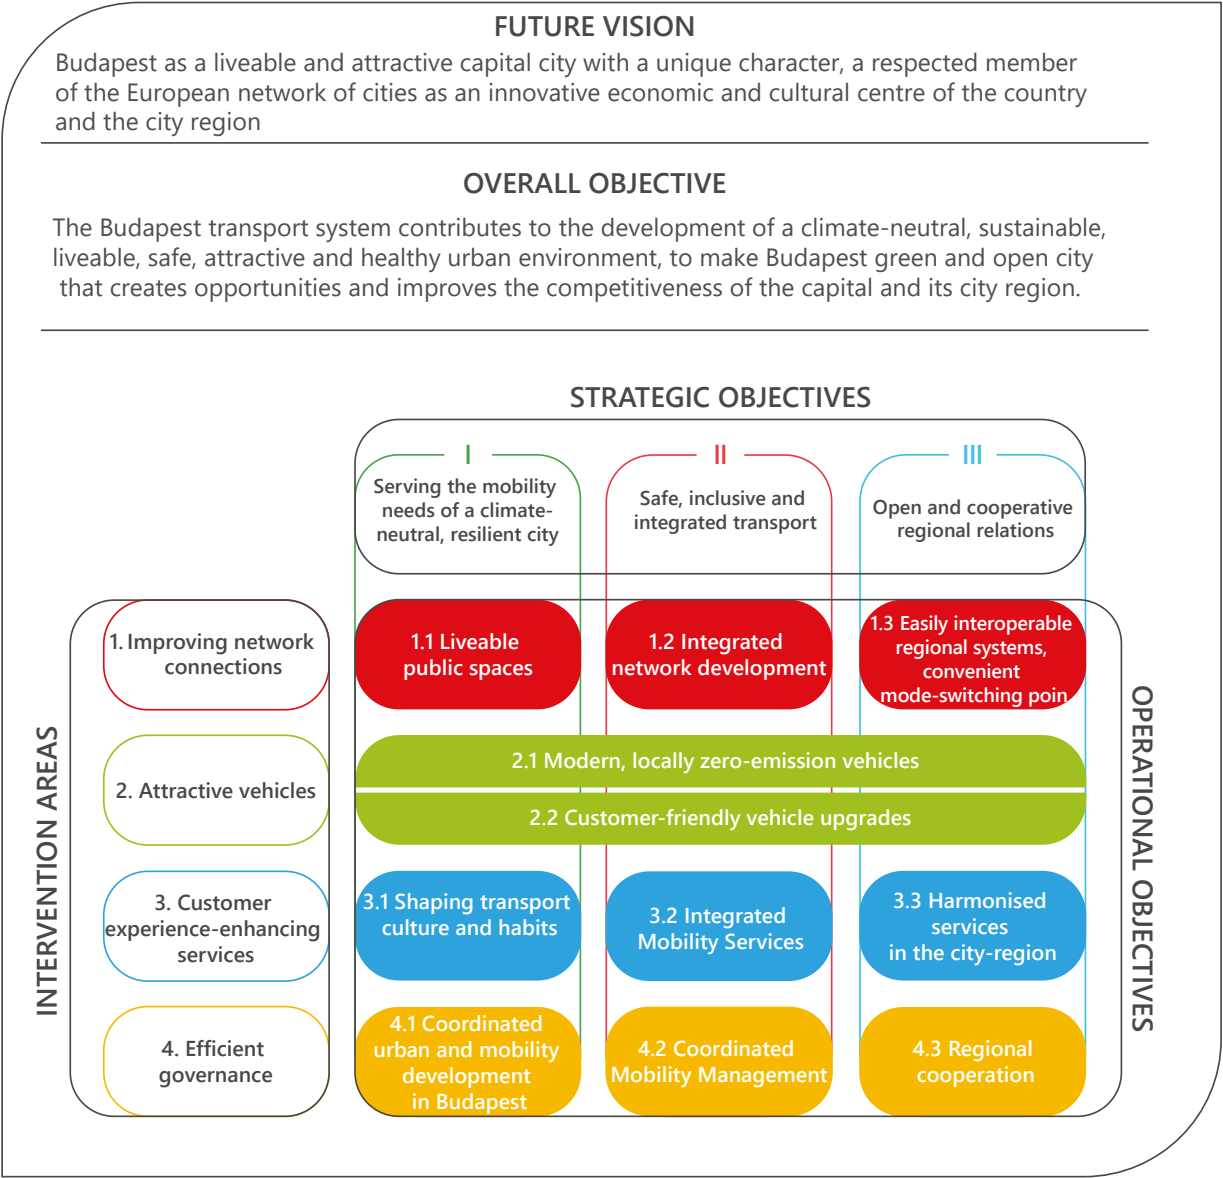 FUTURE VISION
Budapest as a liveable and attractive capital city with a unique character, a respected member
of the European network of cities as an innovative economic and cultural centre of the country
and the city region
OVERALL OBJECTIVE
The Budapest transport system contributes to the development of a climate-neutral, sustainable,
liveable, safe, attractive and healthy urban environment, to make Budapest green and open city
that creates opportunities and improves the competitiveness of the capital and its city region.
STRATEGIC OBJECTIVES
I
Serving the mobility
needs of a climate-
neutral, resilient city
II
Safe, inclusive and
integrated transport
III
Open and cooperative
regional relations
INTERVENTION AREAS
1. Improving network
connections
1.1 Liveable
public spaces
1.2 Integrated
network development
1.3 Easily interoperable
regional systems,
convenient
mode-switching poin
2. Attractive vehicles
2.1 Modern, locally zero-emission vehicles
2.2 Customer-friendly vehicle upgrades
3. Customer
experience-enhancing
services
3.1 Shaping transport
culture and habits
3.2 Integrated
Mobility Services
3.3 Harmonised
services
in the city-region
4. Efficient
governance
4.1 Coordinated
urban and mobility
development
in Budapest
4.2 Coordinated
Mobility Management
4.3 Regional
cooperation
OPERATIONAL OBJECTIVES